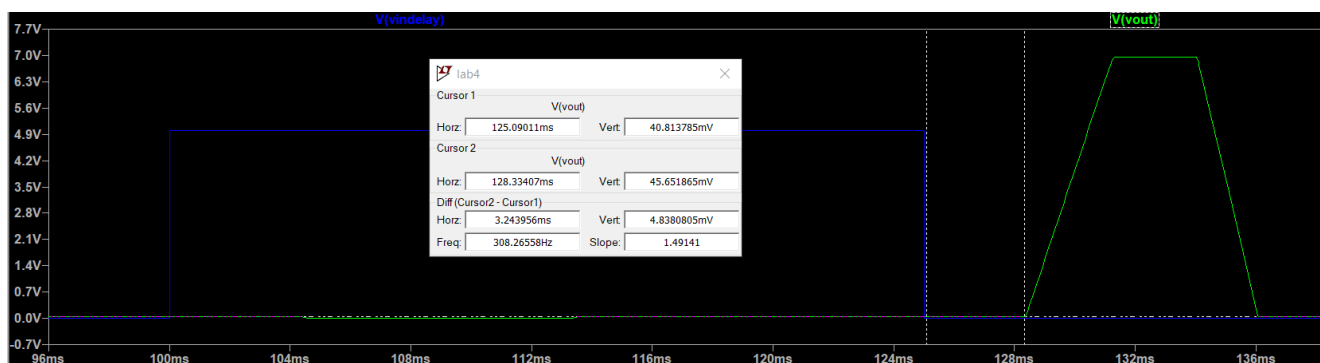 V(vindelay) V(vout)
7.7V
7.0V
6.3V
5.6V
4.9V
4.2V
3.5V
2.8V
2.1V
1.4V
0.7V
0.0V
-0.7V
lab4
Cursor 1
V(vout)
Horz: 125.09011ms Vert: 40.813785mV
Cursor 2
V(vout)
Horz: 128.33407ms Vert: 45.651865mV
Diff (Cursor2 - Cursor1)
Horz: 3.243956ms Vert: 4.8380805mV
Freq: 308.26558Hz Slope: 1.49141
96ms 100ms 104ms 108ms 112ms 116ms 120ms 124ms 128ms 132ms 136ms